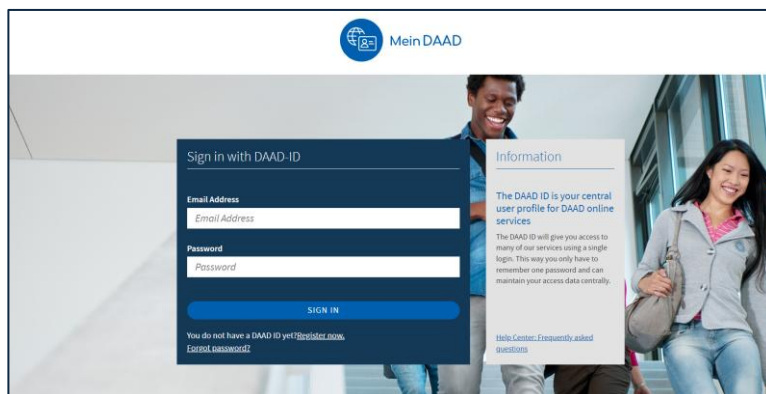 Mein DAAD
Sign in with DAAD-ID
Email Address
Email Address
Password
Password
SIGN IN
You do not have a DAAD ID yet?Register now.
Forgot password?
Information
The DAAD ID is your central
user profile for DAAD online
services
The DAAD ID will give you access to
many of our services using a single
login. This way you only have to
remember one password and can
maintain your access data centrally.
Help Center: Frequently asked
questions